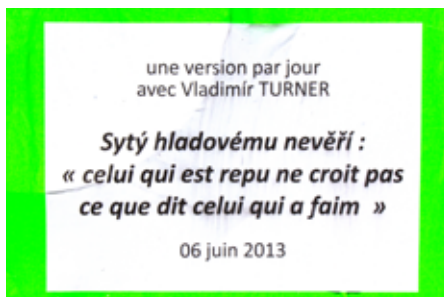 une version par jour
avec Vladimír TURNER
Sytý hladovému nevěří :
« celui qui est repu ne croit pas
ce que dit celui qui a faim »
06 juin 2013